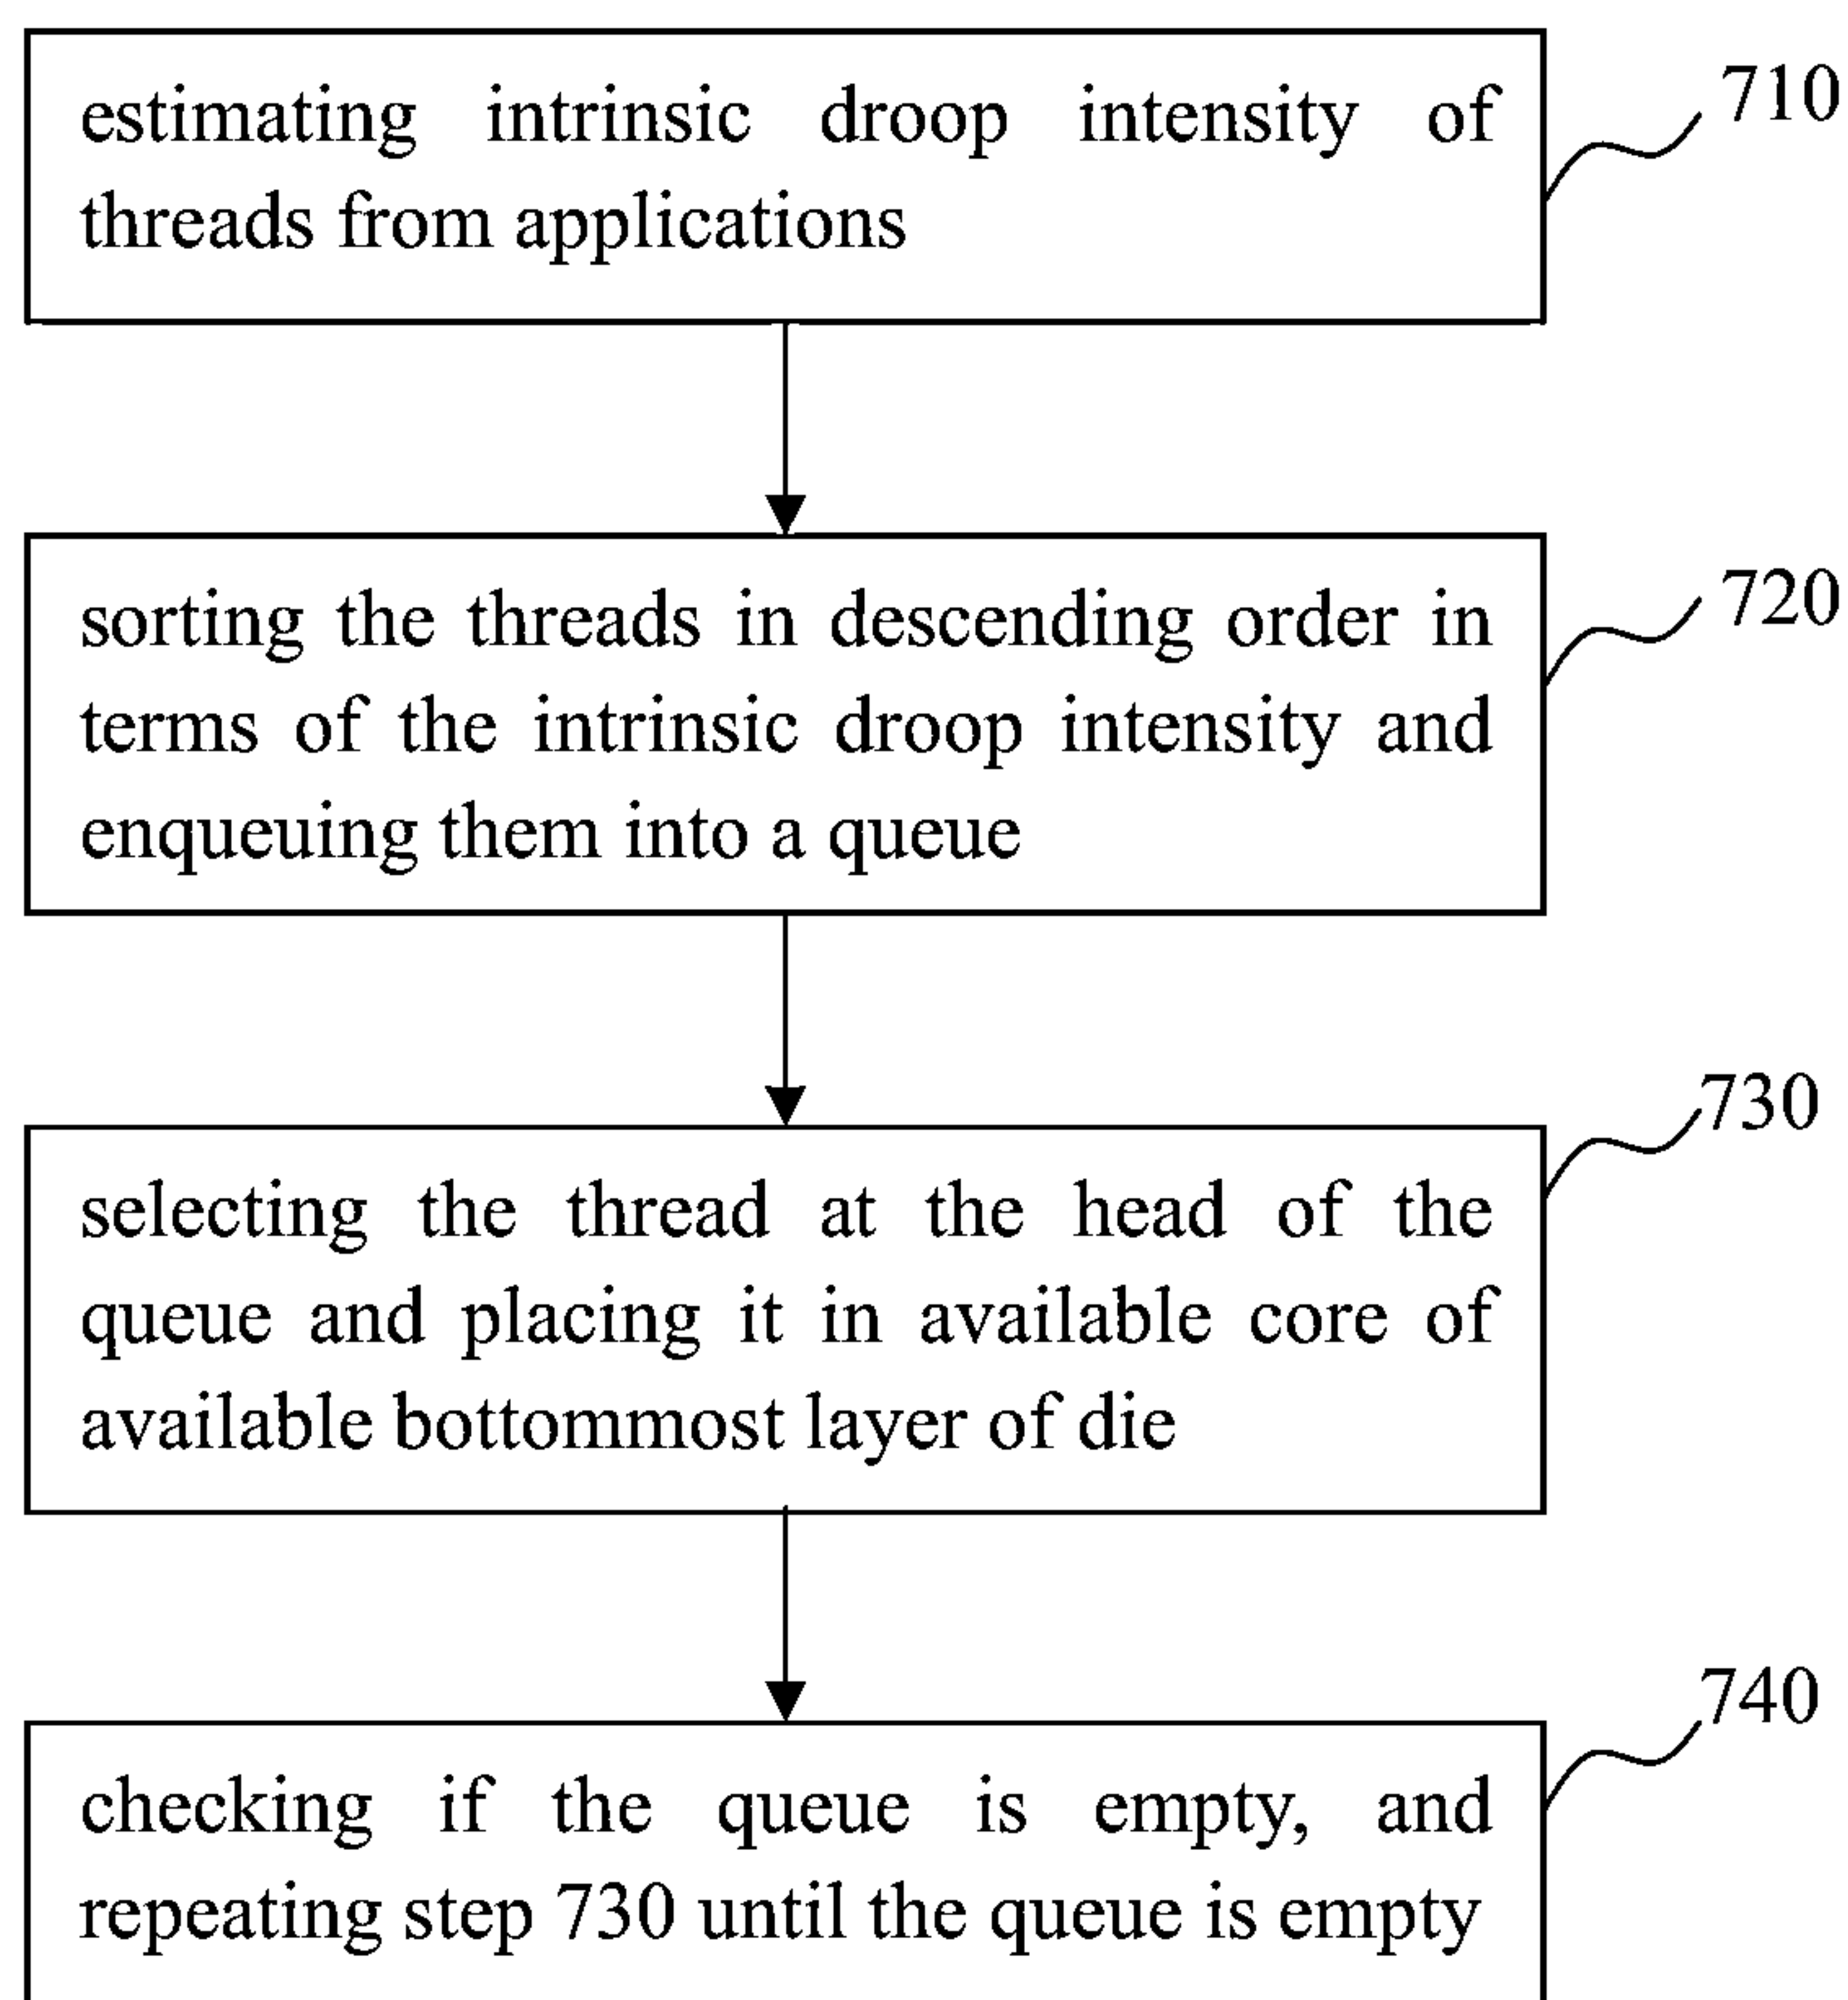 estimating intrinsic droop intensity of
threads from applications
710
sorting the threads in descending order in
terms of the intrinsic droop intensity and
enqueuing them into a queue
720
selecting the thread at the head of the
queue and placing it in available core of
available bottommost layer of die
730
checking if the queue is empty, and
repeating step 730 until the queue is empty
740